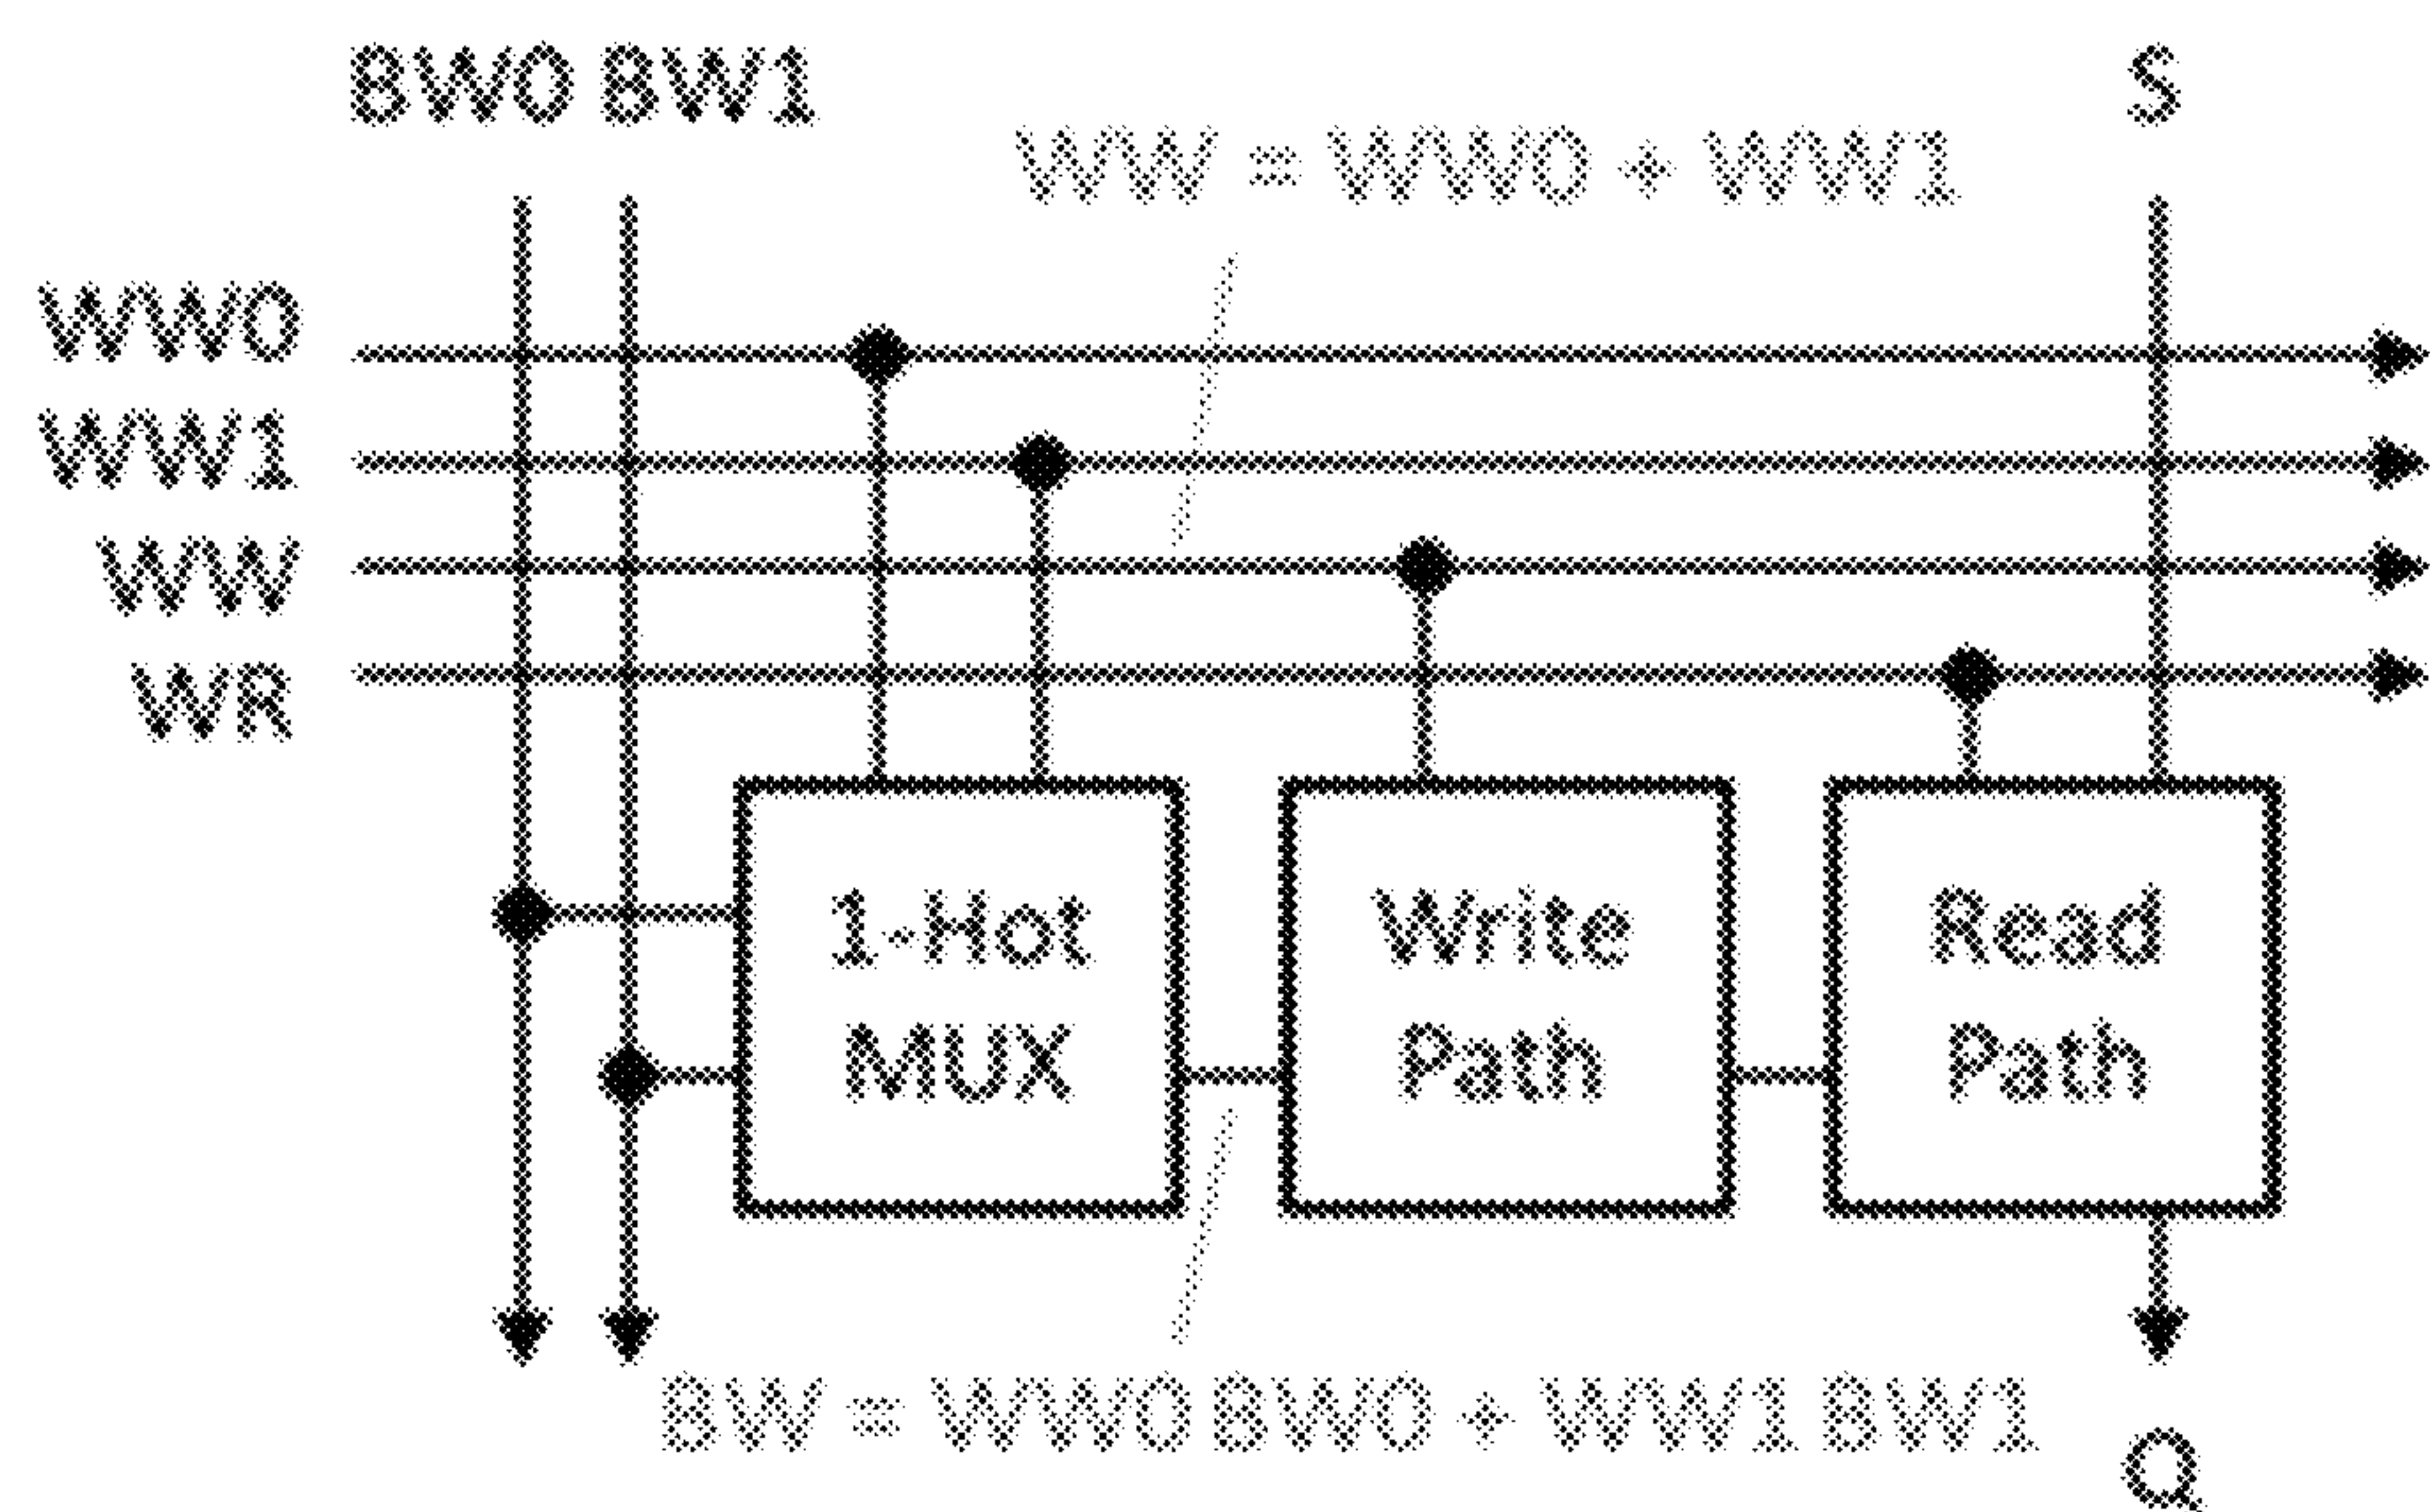 BW0 BW1
S
WW = WW0 + WW1
WW0
WW1
WW
WR
1-Hot
MUX
Write
Path
Read
Path
BW = WW0 BW0 + WW1 BW1
Q